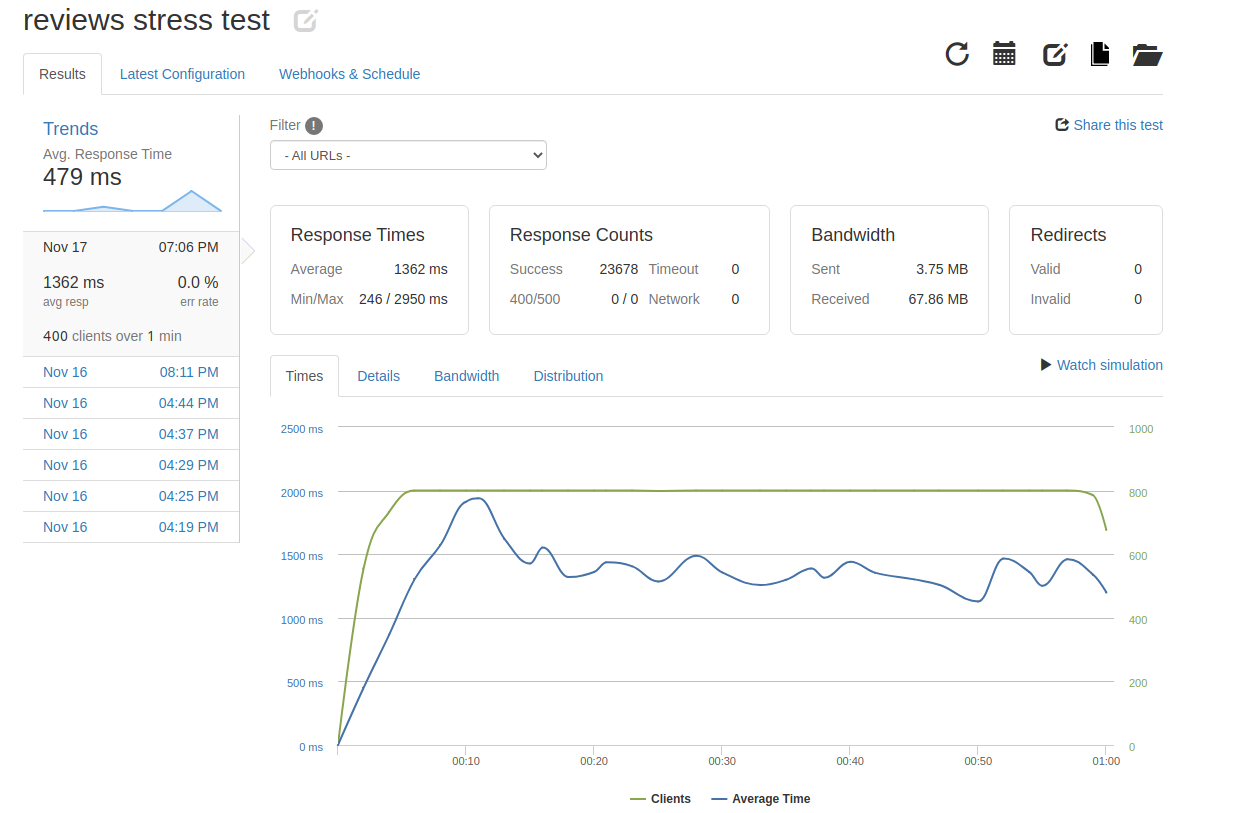 reviews stress test
Results Latest Configuration Webhooks & Schedule
Trends
Avg. Response Time
479 ms
Nov 17 07:06 PM
1362 ms 0.0 %
avg resp err rate
400 clients over 1 min
Nov 16 08:11 PM
Nov 16 04:44 PM
Nov 16 04:37 PM
Nov 16 04:29 PM
Nov 16 04:25 PM
Nov 16 04:19 PM
Filter !
Share this test
- All URLs -
Response Times
Average 1362 ms
Min/Max 246 / 2950 ms
Response Counts
Success 23678 Timeout 0
400/500 0 / 0 Network 0
Bandwidth
Sent 3.75 MB
Received 67.86 MB
Redirects
Valid 0
Invalid 0
Times Details Bandwidth Distribution
Watch simulation
2500 ms 1000
2000 ms 800
1500 ms 600
1000 ms 400
500 ms 200
0 ms 0
00:10 00:20 00:30 00:40 00:50 01:00
Clients Average Time